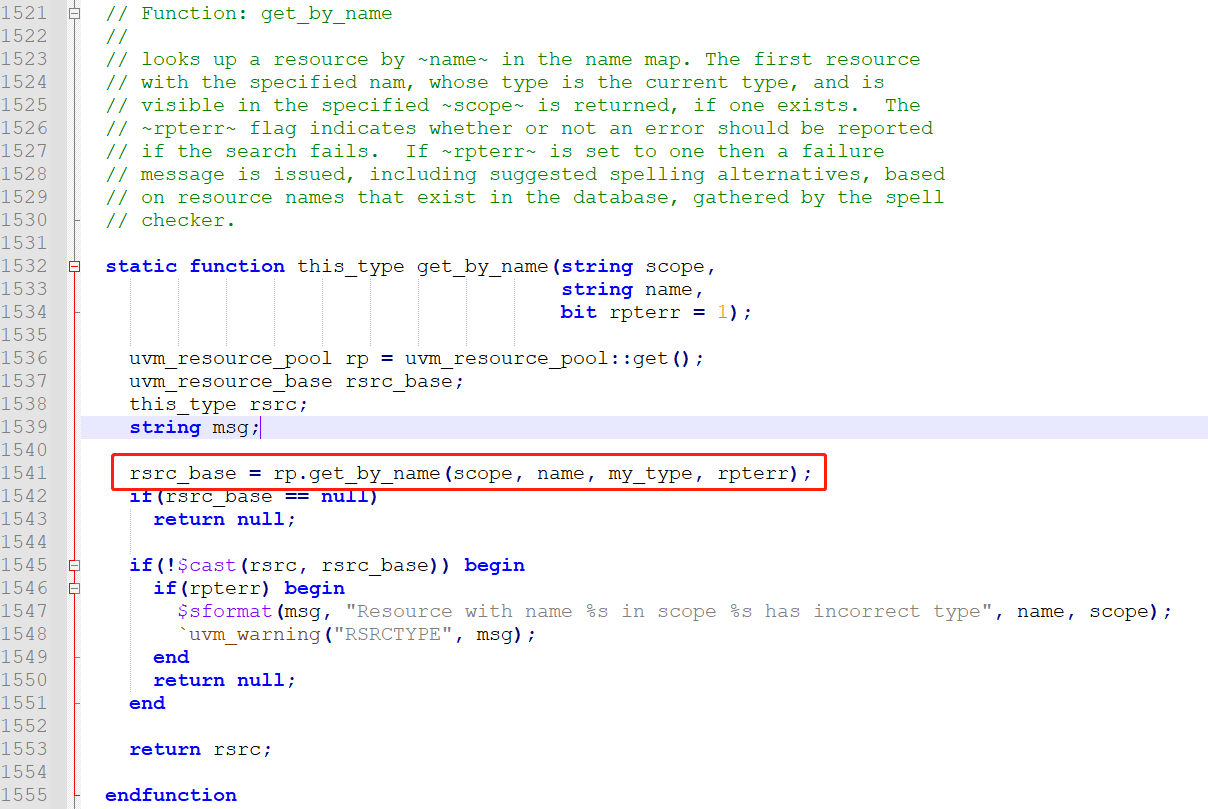 1521 // Function: get_by_name
1522 //
1523 // looks up a resource by ~name~ in the name map. The first resource
1524 // with the specified nam, whose type is the current type, and is
1525 // visible in the specified ~scope~ is returned, if one exists.  The
1526 // ~rpterr~ flag indicates whether or not an error should be reported
1527 // if the search fails.  If ~rpterr~ is set to one then a failure
1528 // message is issued, including suggested spelling alternatives, based
1529 // on resource names that exist in the database, gathered by the spell
1530 // checker.
1531
1532 static function this_type get_by_name(string scope,
1533                                       string name,
1534                                       bit rpterr = 1);
1535
1536   uvm_resource_pool rp = uvm_resource_pool::get();
1537   uvm_resource_base rsrc_base;
1538   this_type rsrc;
1539   string msg;
1540
1541   rsrc_base = rp.get_by_name(scope, name, my_type, rpterr);
1542   if(rsrc_base == null)
1543     return null;
1544
1545   if(!$cast(rsrc, rsrc_base)) begin
1546     if(rpterr) begin
1547       $sformat(msg, "Resource with name %s in scope %s has incorrect type", name, scope);
1548       `uvm_warning("RSRCTYPE", msg);
1549     end
1550     return null;
1551   end
1552
1553   return rsrc;
1554
1555 endfunction